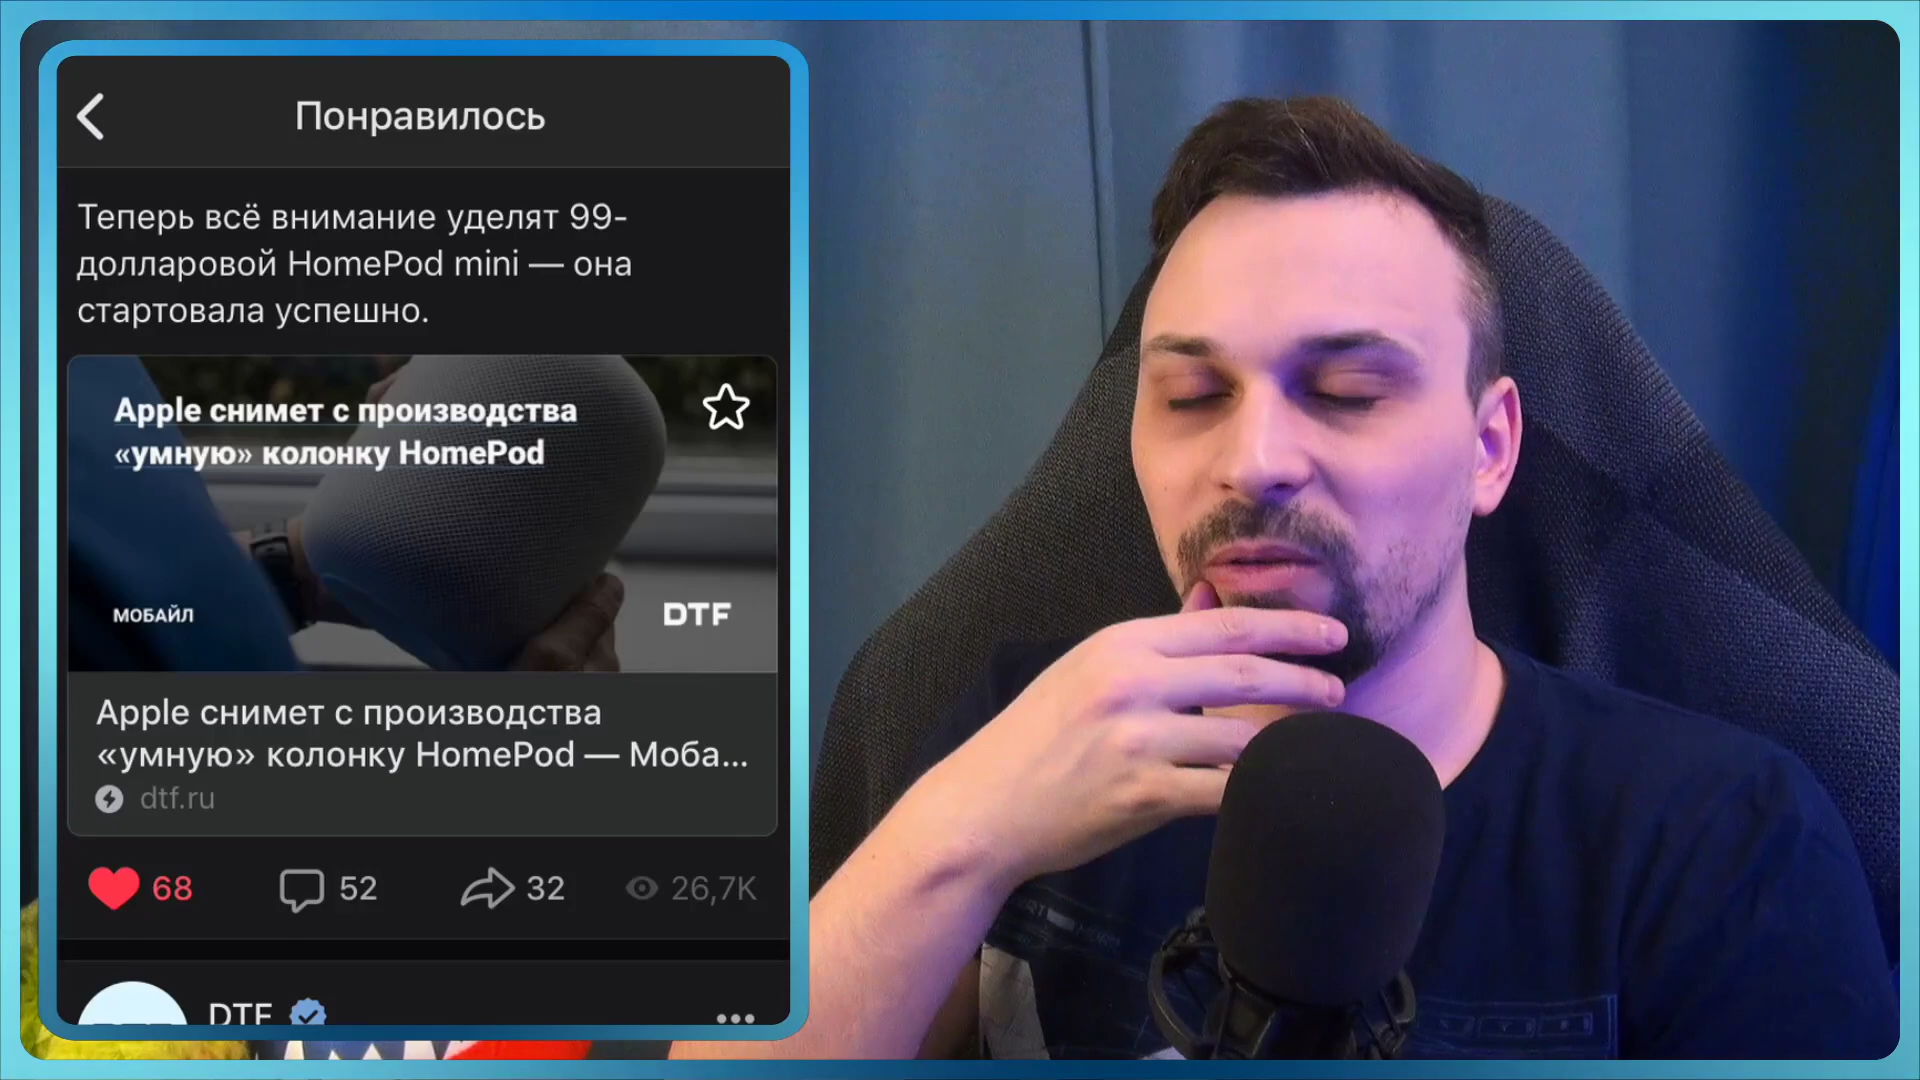 Понравилось
Теперь всё внимание уделят 99-
долларовой HomePod mini — она
стартовала успешно.
Apple снимет с производства
«умную» колонку HomePod
МОБАЙЛ
DTF
Apple снимет с производства
«умную» колонку HomePod — Моба...
dtf.ru
68
52
32
26,7K
DTF